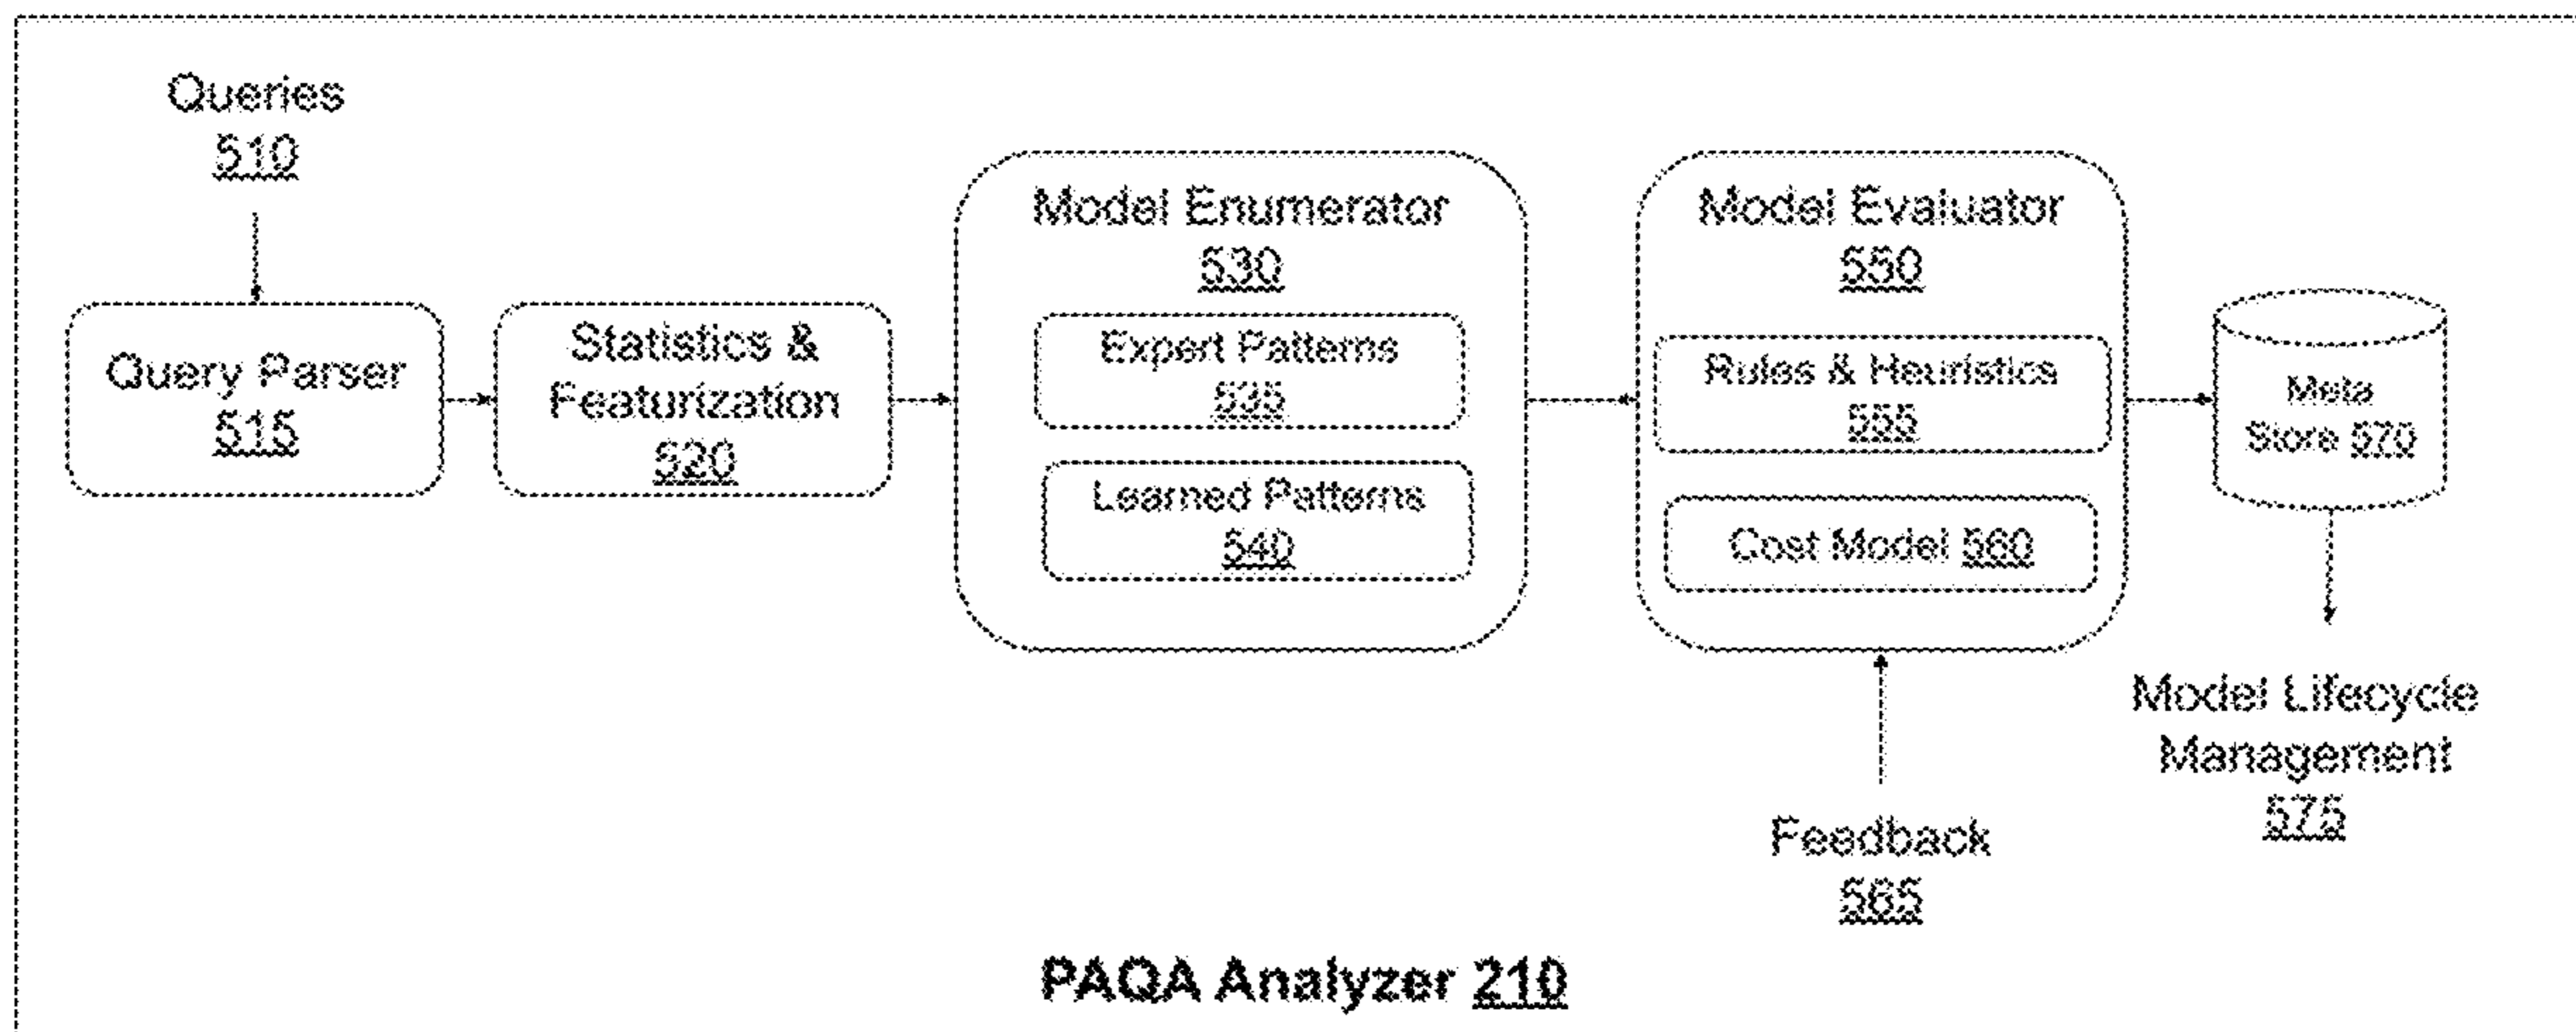 Queries
510
Query Parser
515
Statistics &
Featurization
520
Model Enumerator
530
Expert Patterns
535
Learned Patterns
540
Model Evaluator
550
Rules & Heuristics
555
Cost Model 560
Feedback
565
Meta
Store 570
Model Lifecycle
Management
575
PAQA Analyzer 210